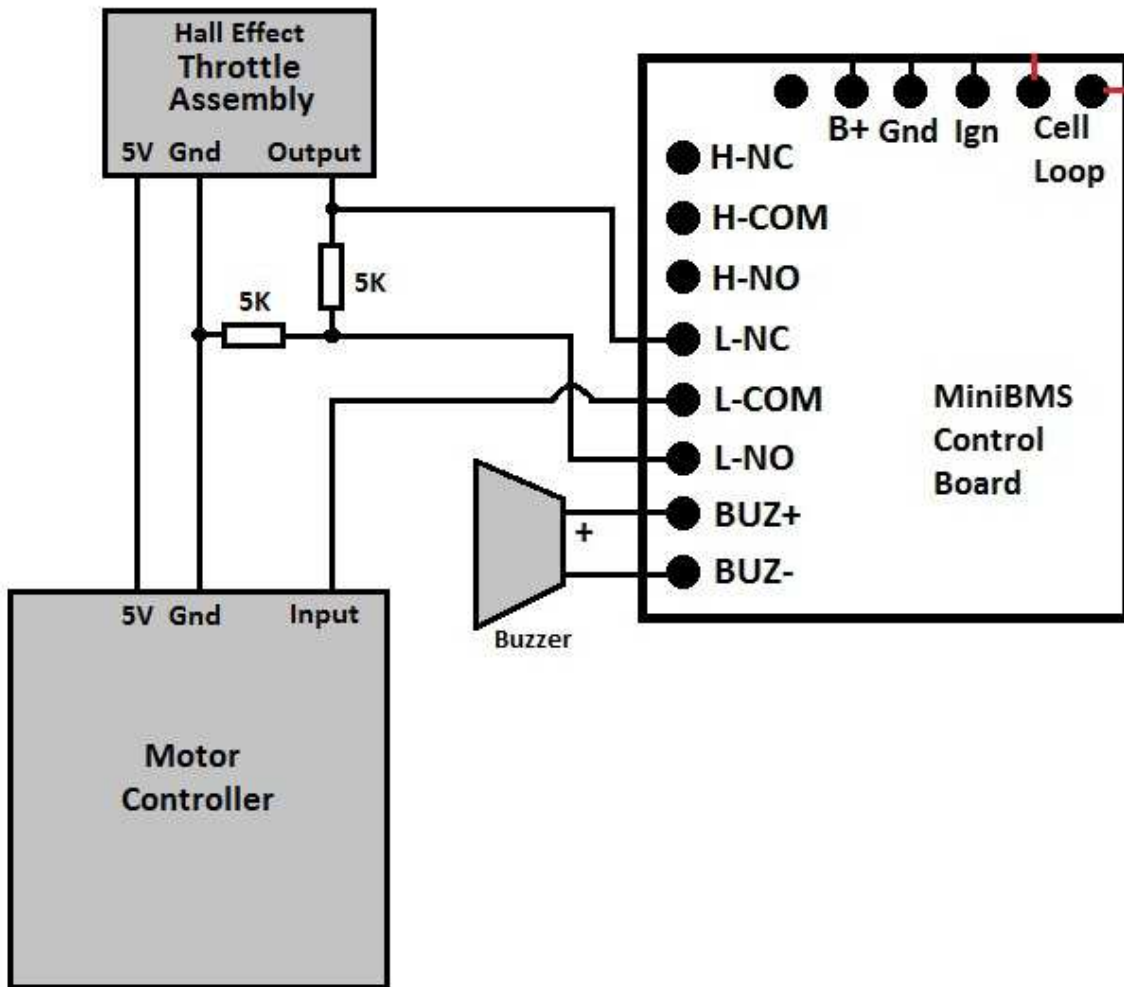 Hall Effect
Throttle
Assembly
5V Gnd Output
5K
5K
B+ Gnd Ign Cell
Loop
H-NC
H-COM
H-NO
L-NC
L-COM
L-NO
BUZ+
BUZ-
MiniBMS
Control
Board
+
Buzzer
5V Gnd Input
Motor
Controller